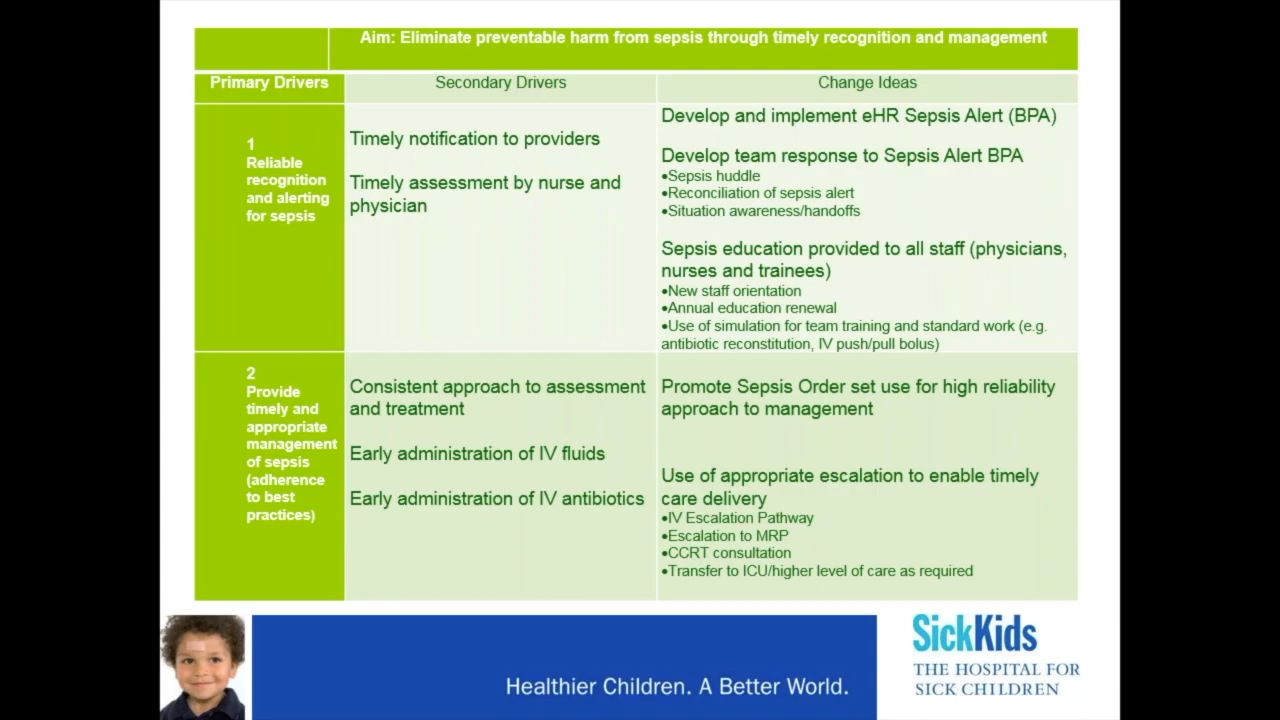 Aim: Eliminate preventable harm from sepsis through timely recognition and management
Primary Drivers
Secondary Drivers
Change Ideas
1
Reliable
recognition
and alerting
for sepsis
Timely notification to providers
Timely assessment by nurse and
physician
Develop and implement eHR Sepsis Alert (BPA)
Develop team response to Sepsis Alert BPA
•Sepsis huddle
•Reconciliation of sepsis alert
•Situation awareness/handoffs
Sepsis education provided to all staff (physicians,
nurses and trainees)
•New staff orientation
•Annual education renewal
•Use of simulation for team training and standard work (e.g.
antibiotic reconstitution, IV push/pull bolus)
2
Provide
timely and
appropriate
management
of sepsis
(adherence
to best
practices)
Consistent approach to assessment
and treatment
Early administration of IV fluids
Early administration of IV antibiotics
Promote Sepsis Order set use for high reliability
approach to management
Use of appropriate escalation to enable timely
care delivery
•IV Escalation Pathway
•Escalation to MRP
•CCRT consultation
•Transfer to ICU/higher level of care as required
Healthier Children. A Better World.
SickKids
THE HOSPITAL FOR
SICK CHILDREN